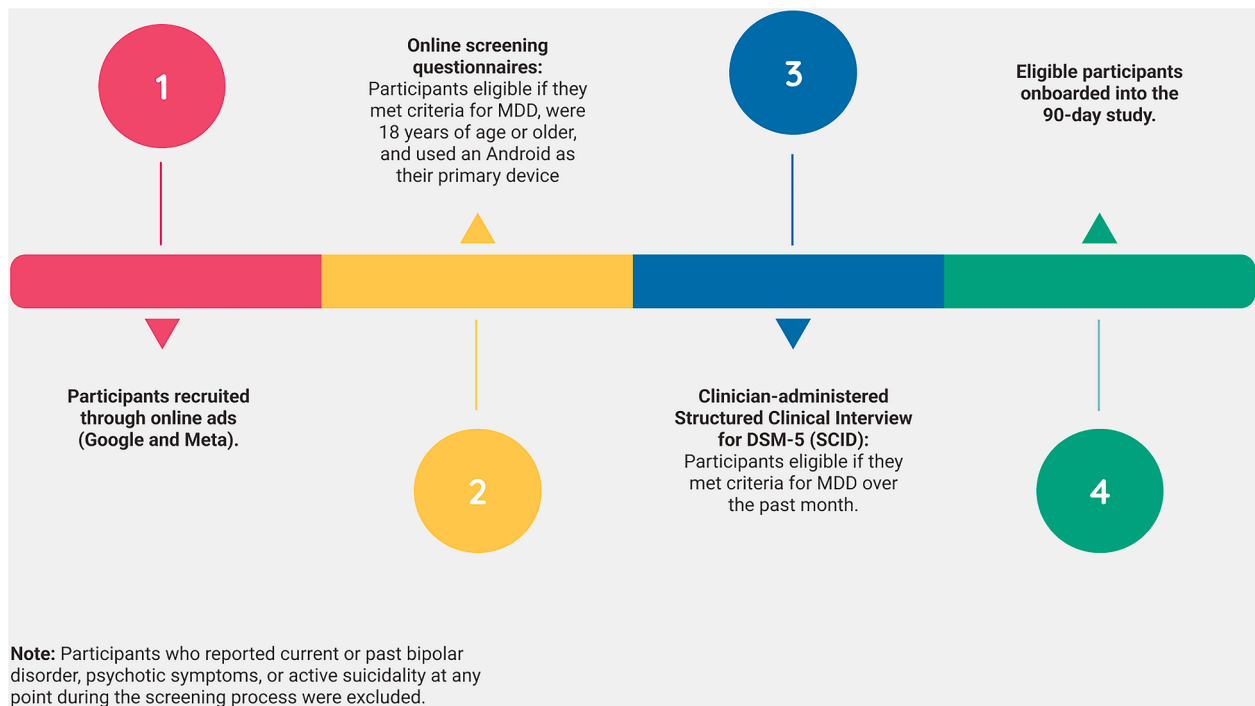 1
Participants recruited
through online ads
(Google and Meta).
Online screening
questionnaires:
Participants eligible if they
met criteria for MDD, were
18 years of age or older,
and used an Android as
their primary device
2
3
Clinician-administered
Structured Clinical Interview
for DSM-5 (SCID):
Participants eligible if they
met criteria for MDD over
the past month.
Eligible participants
onboarded into the
90-day study.
4
Note: Participants who reported current or past bipolar
disorder, psychotic symptoms, or active suicidality at any
point during the screening process were excluded.